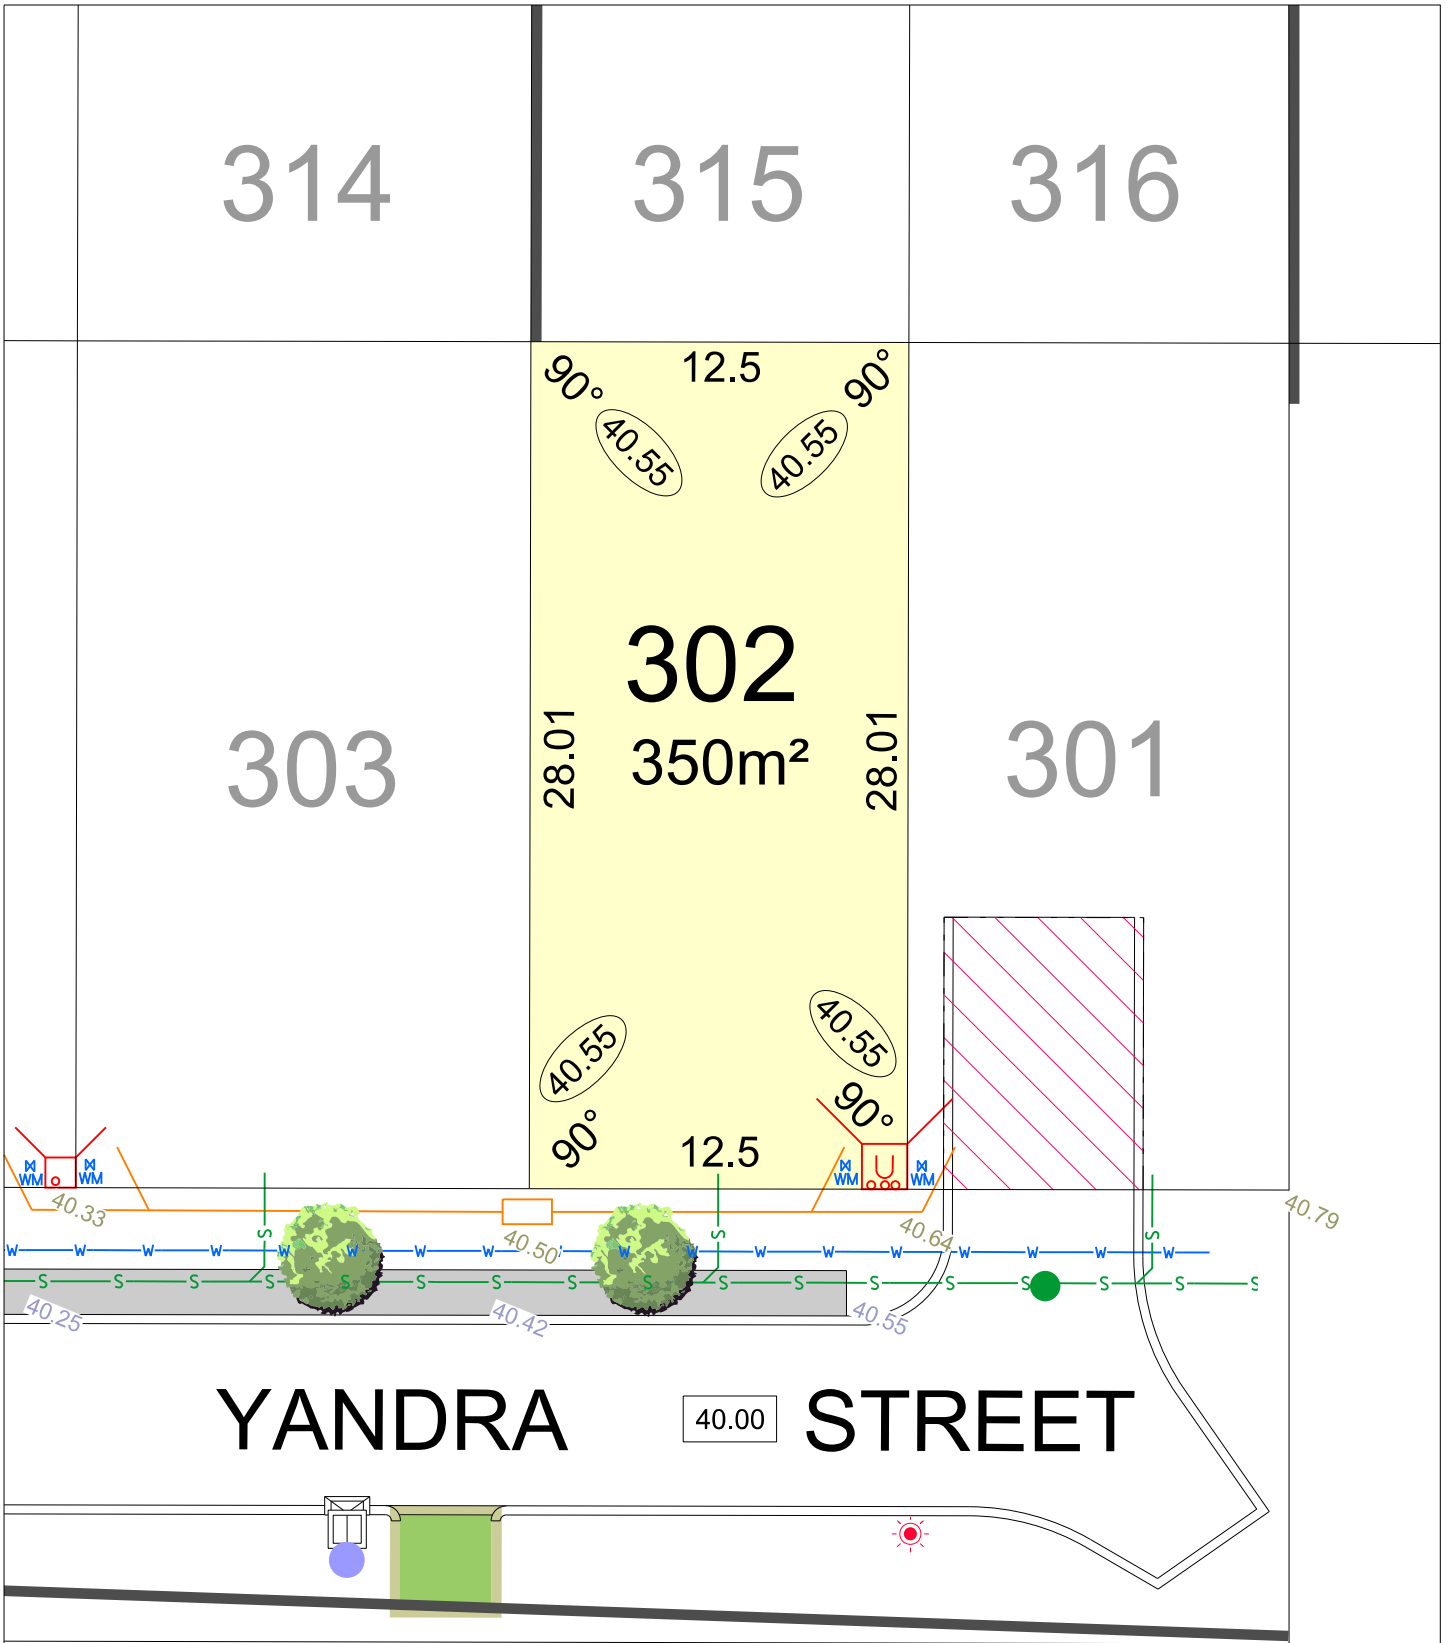 314
315
316
90°
12.5
90°
40.55
40.55
302
350m²
28.01
28.01
303
301
40.55
40.55
90°
90°
12.5
WM
WM
WM
U
WM
40.33
40.50
40.64
40.79
S
S
S
W W W W W W W W W W W W W W W W W W
S S S S S S S S S S S S S S S S S
40.25
40.42
40.55
YANDRA
40.00
STREET